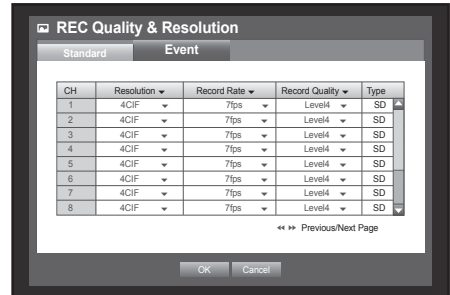 REC Quality & Resolution
Standard Event
CH Resolution Record Rate Record Quality Type
1 4CIF 7fps Level4 SD
2 4CIF 7fps Level4 SD
3 4CIF 7fps Level4 SD
4 4CIF 7fps Level4 SD
5 4CIF 7fps Level4 SD
6 4CIF 7fps Level4 SD
7 4CIF 7fps Level4 SD
8 4CIF 7fps Level4 SD
Previous/Next Page
OK Cancel